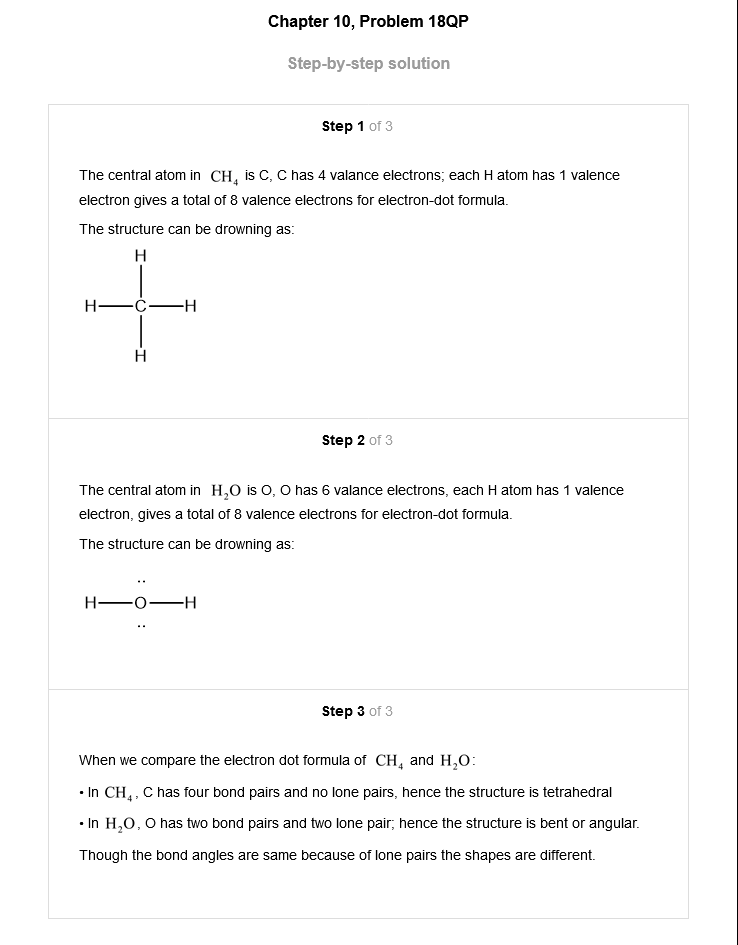 Chapter 10, Problem 18QP
Step-by-step solution
Step 1 of 3
The central atom in CH₄ is C, C has 4 valance electrons; each H atom has 1 valence
electron gives a total of 8 valence electrons for electron-dot formula.
The structure can be drowning as:
H
H—C—H
H
Step 2 of 3
The central atom in H₂O is O, O has 6 valance electrons, each H atom has 1 valence
electron, gives a total of 8 valence electrons for electron-dot formula.
The structure can be drowning as:
..
H—O—H
..
Step 3 of 3
When we compare the electron dot formula of CH₄ and H₂O:
• In CH₄, C has four bond pairs and no lone pairs, hence the structure is tetrahedral
• In H₂O, O has two bond pairs and two lone pair; hence the structure is bent or angular.
Though the bond angles are same because of lone pairs the shapes are different.